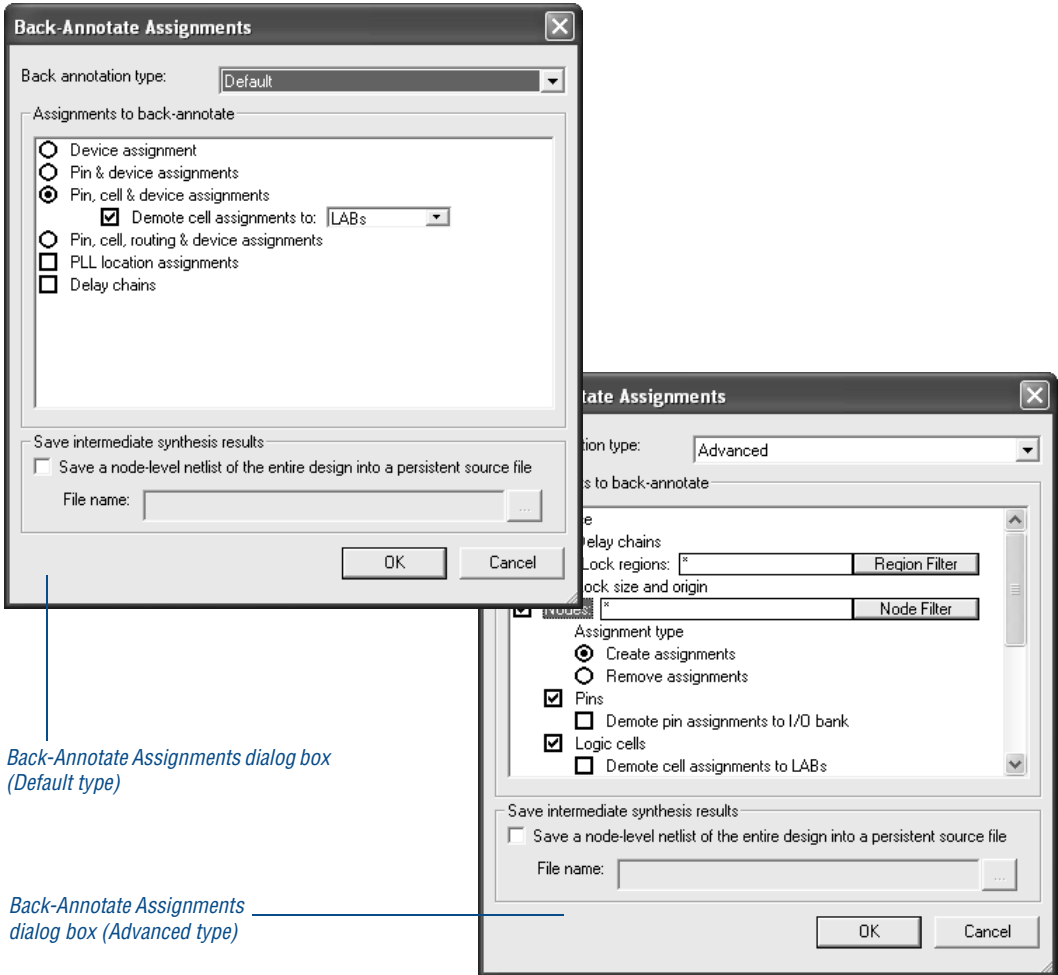 Back-Annotate Assignments
Back annotation type: Default
Assignments to back-annotate
Device assignment
Pin & device assignments
Pin, cell & device assignments
Demote cell assignments to: LABs
Pin, cell, routing & device assignments
PLL location assignments
Delay chains
Save intermediate synthesis results
Save a node-level netlist of the entire design into a persistent source file
File name: ...
OK Cancel
tate Assignments
tion type: Advanced
s to back-annotate
e
Delay chains
Lock regions: * Region Filter
ock size and origin
Nodes: * Node Filter
Assignment type
Create assignments
Remove assignments
Pins
Demote pin assignments to I/O bank
Logic cells
Demote cell assignments to LABs
Save intermediate synthesis results
Save a node-level netlist of the entire design into a persistent source file
File name: ...
OK Cancel
Back-Annotate Assignments dialog box
(Default type)
Back-Annotate Assignments
dialog box (Advanced type)